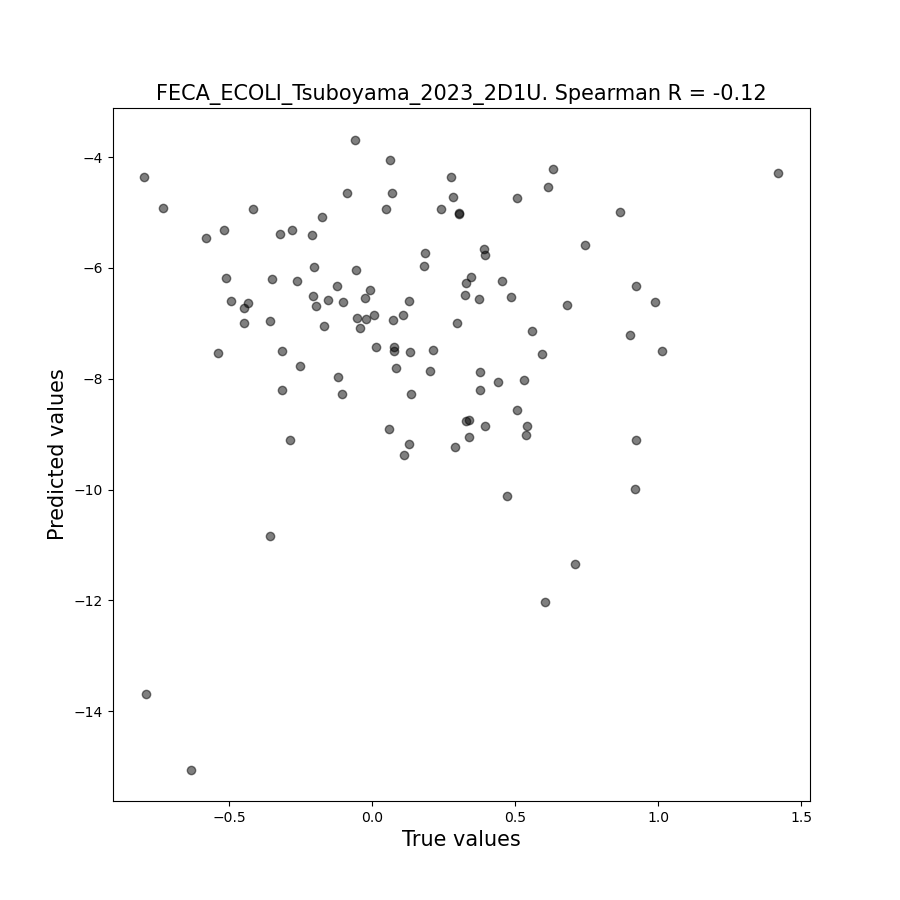 FECA_ECOLI_Tsuboyama_2023_2D1U. Spearman R = -0.12
−4
−6
−8
−10
−12
−14
Predicted values
−0.5 0.0 0.5 1.0 1.5
True values